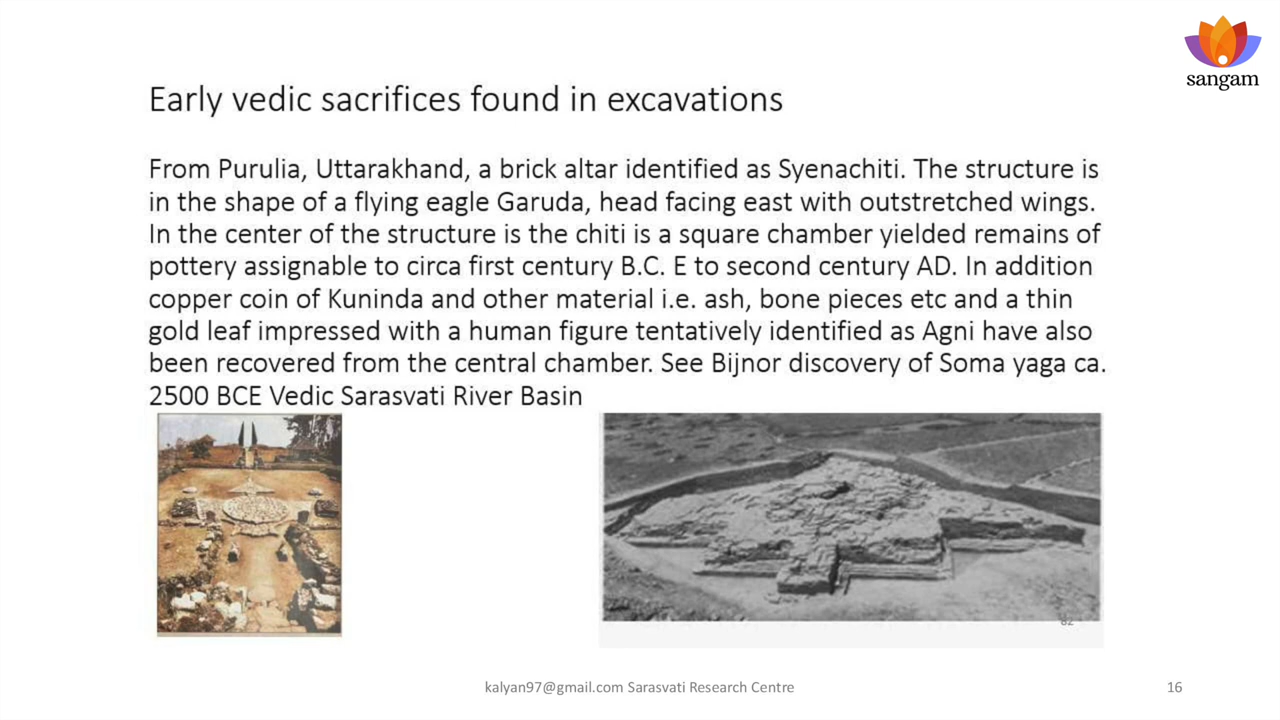 sangam
Early vedic sacrifices found in excavations
From Purulia, Uttarakhand, a brick altar identified as Syenachiti. The structure is
in the shape of a flying eagle Garuda, head facing east with outstretched wings.
In the center of the structure is the chiti is a square chamber yielded remains of
pottery assignable to circa first century B.C. E to second century AD. In addition
copper coin of Kuninda and other material i.e. ash, bone pieces etc and a thin
gold leaf impressed with a human figure tentatively identified as Agni have also
been recovered from the central chamber. See Bijnor discovery of Soma yaga ca.
2500 BCE Vedic Sarasvati River Basin
82
kalyan97@gmail.com Sarasvati Research Centre
16